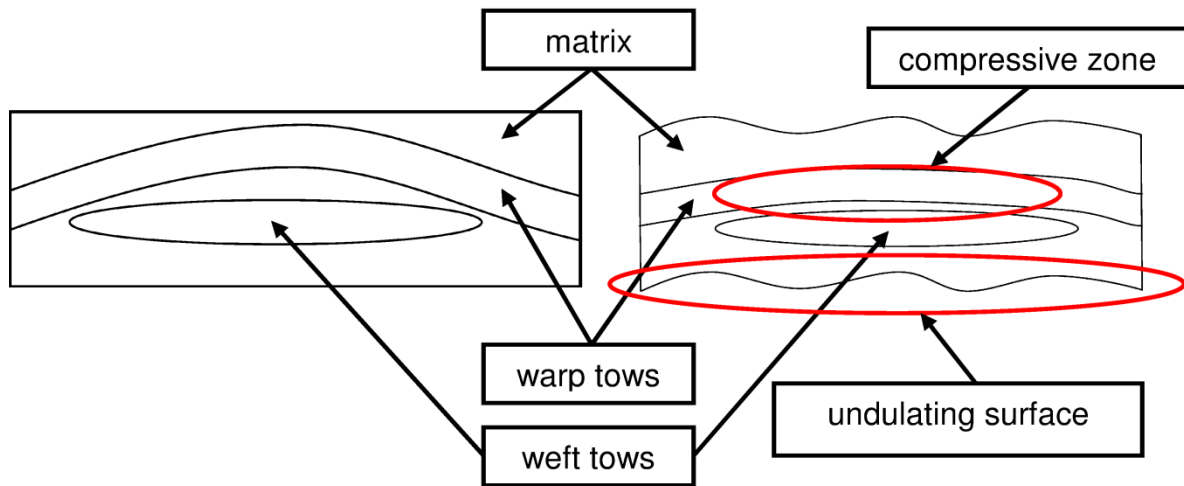 matrix
compressive zone
warp tows
undulating surface
weft tows